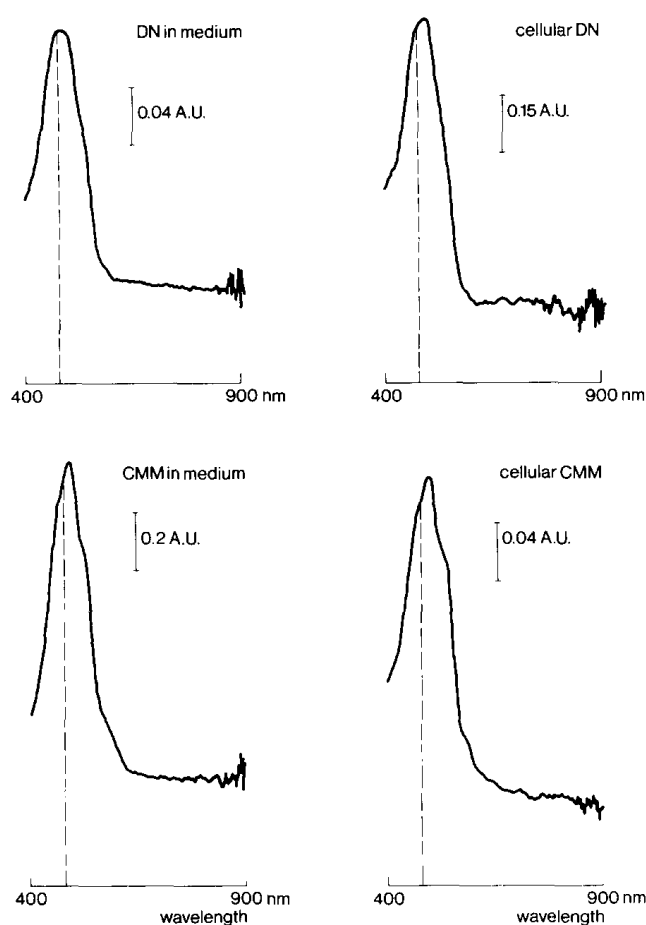 DN in medium
0.04 A.U.
400
900 nm
cellular DN
0.15 A.U.
400
900 nm
CMM in medium
0.2 A.U.
400
900 nm
wavelength
cellular CMM
0.04 A.U.
400
900 nm
wavelength